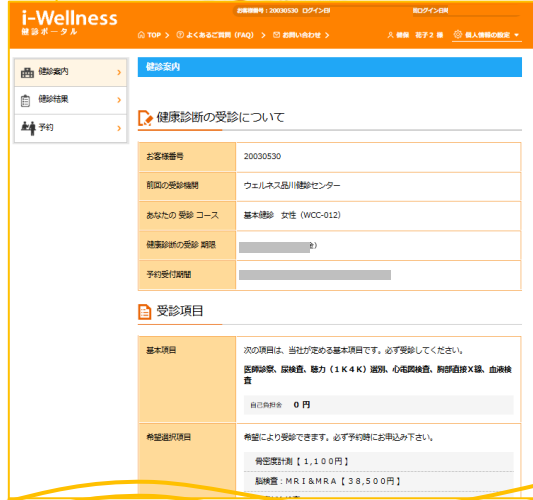 i-Wellness
健診ポータル
お客様番号：20030530 ログイン日
前回ログイン日時
TOP > よくあるご質問（FAQ） > お問い合わせ >
健保 花子2 様 個人情報の設定
健診案内
健診結果
予約
健診案内
健康診断の受診について
お客様番号 20030530
前回の受診機関 ウェルネス品川健診センター
あなたの 受診 コース 基本健診 女性（WCC-012）
健康診断の受診 期限
予約受付期間
受診項目
基本項目 次の項目は、当社が定める基本項目です。必ず受診してください。
医師診察、尿検査、聴力（１Ｋ４Ｋ）選別、心電図検査、胸部直接Ｘ線、血液検
査
自己負担金 0 円
希望選択項目 希望により受診できます。必ず予約時にお申込み下さい。
骨密度計測【 1,100円 】
脳検査：ＭＲＩ＆ＭＲＡ【 38,500円 】